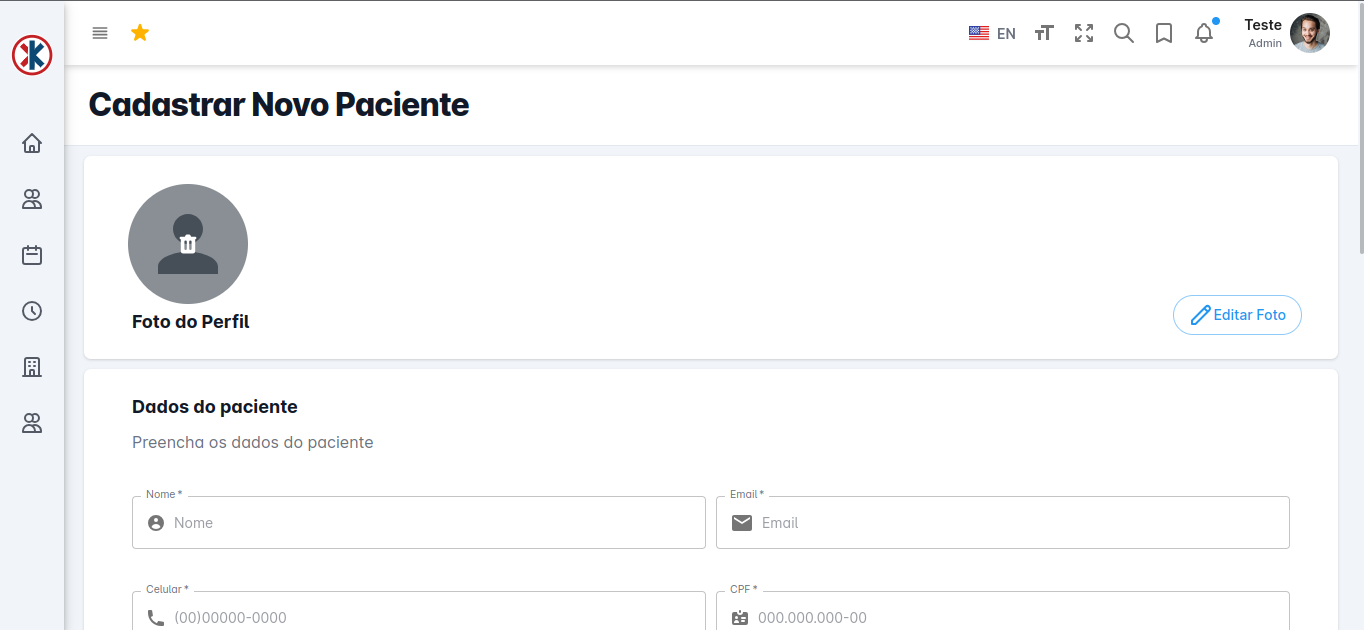 EN
Teste
Admin
Cadastrar Novo Paciente
Foto do Perfil
Editar Foto
Dados do paciente
Preencha os dados do paciente
Nome *
Nome
Email *
Email
Celular *
(00)00000-0000
CPF *
000.000.000-00